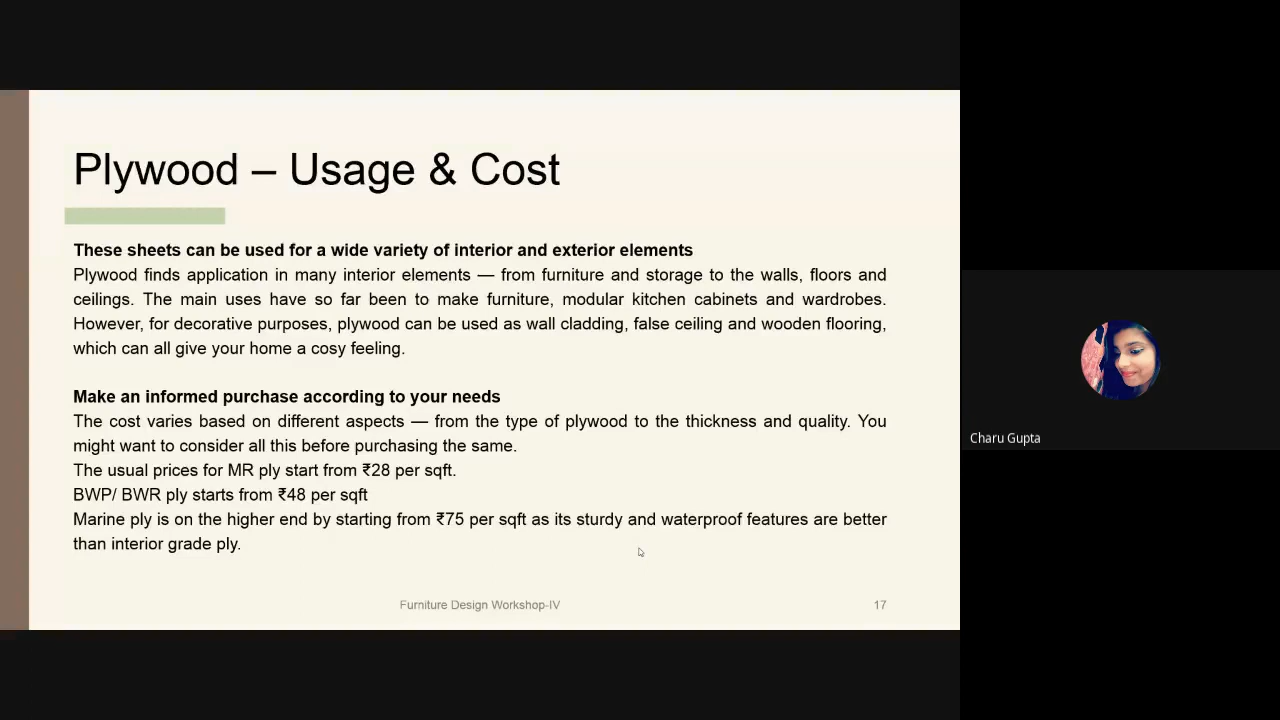 Plywood – Usage & Cost
These sheets can be used for a wide variety of interior and exterior elements
Plywood finds application in many interior elements — from furniture and storage to the walls, floors and
ceilings. The main uses have so far been to make furniture, modular kitchen cabinets and wardrobes.
However, for decorative purposes, plywood can be used as wall cladding, false ceiling and wooden flooring,
which can all give your home a cosy feeling.
Make an informed purchase according to your needs
The cost varies based on different aspects — from the type of plywood to the thickness and quality. You
might want to consider all this before purchasing the same.
The usual prices for MR ply start from ₹28 per sqft.
BWP/ BWR ply starts from ₹48 per sqft
Marine ply is on the higher end by starting from ₹75 per sqft as its sturdy and waterproof features are better
than interior grade ply.
Furniture Design Workshop-IV
17
Charu Gupta